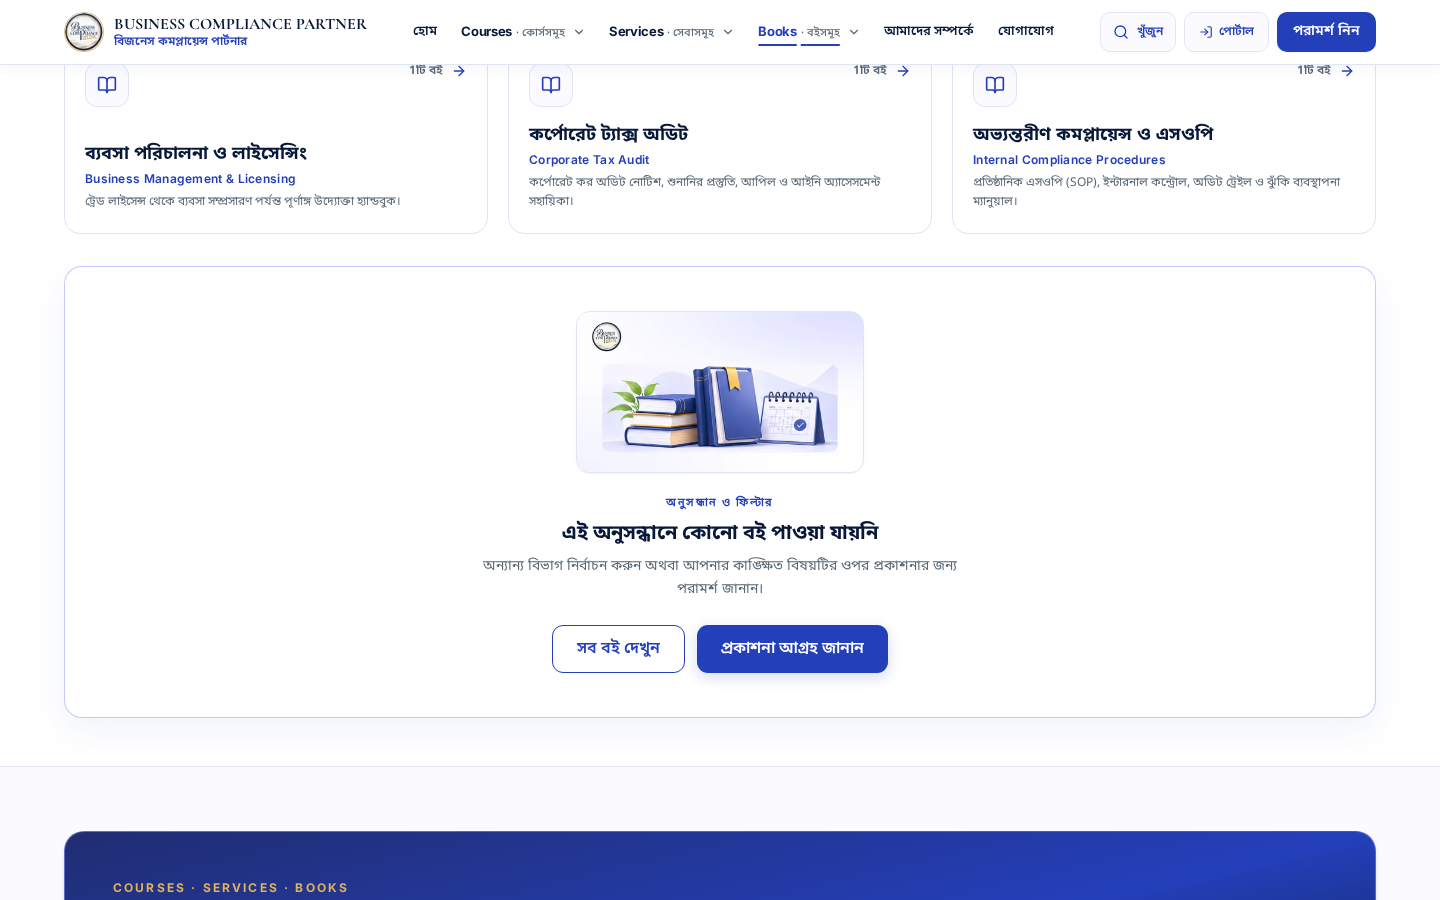 BUSINESS COMPLIANCE PARTNER
বিজনেস কমপ্লায়েন্স পার্টনার
হোম
Courses · কোর্সসমূহ
Services · সেবাসমূহ
Books · বইসমূহ
আমাদের সম্পর্কে
যোগাযোগ
খুঁজুন
পোর্টাল
পরামর্শ নিন
1টি বই
ব্যবসা পরিচালনা ও লাইসেন্সিং
Business Management & Licensing
ট্রেড লাইসেন্স থেকে ব্যবসা সম্প্রসারণ পর্যন্ত পূর্ণাঙ্গ উদ্যোক্তা হ্যান্ডবুক।
1টি বই
কর্পোরেট ট্যাক্স অডিট
Corporate Tax Audit
কর্পোরেট কর অডিট নোটিশ, শুনানির প্রস্তুতি, আপিল ও আইনি অ্যাসেসমেন্ট
সহায়িকা।
1টি বই
অভ্যন্তরীণ কমপ্লায়েন্স ও এসওপি
Internal Compliance Procedures
প্রতিষ্ঠানিক এসওপি (SOP), ইন্টারনাল কন্ট্রোল, অডিট ট্রেইল ও ঝুঁকি ব্যবস্থাপনা
ম্যানুয়াল।
অনুসন্ধান ও ফিল্টার
এই অনুসন্ধানে কোনো বই পাওয়া যায়নি
অন্যান্য বিভাগ নির্বাচন করুন অথবা আপনার কাঙ্ক্ষিত বিষয়টির ওপর প্রকাশনার জন্য
পরামর্শ জানান।
সব বই দেখুন
প্রকাশনা আগ্রহ জানান
COURSES · SERVICES · BOOKS